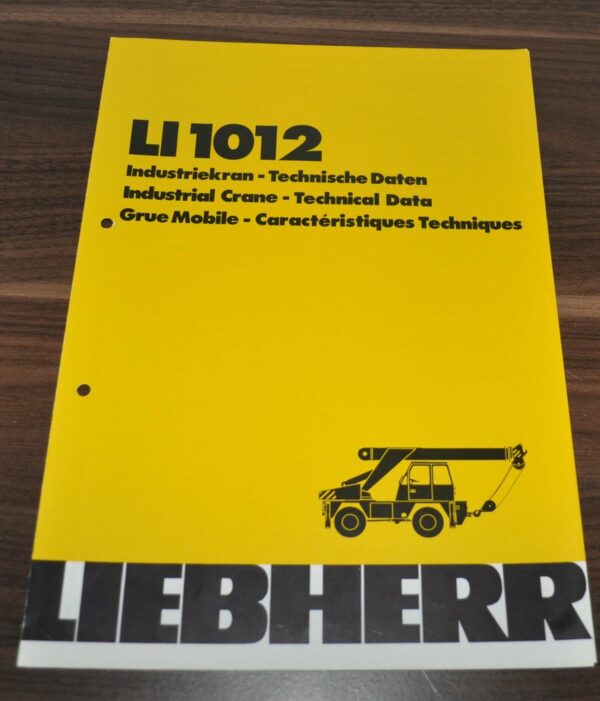 LI 1012
Industriekran - Technische Daten
Industrial Crane - Technical Data
Grue Mobile - Caractéristiques Techniques
LIEBHERR